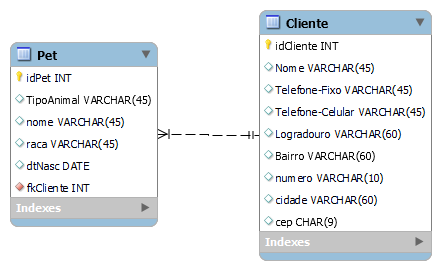 Pet
idPet INT
TipoAnimal VARCHAR(45)
nome VARCHAR(45)
raca VARCHAR(45)
dtNasc DATE
fkCliente INT
Indexes
Cliente
idCliente INT
Nome VARCHAR(45)
Telefone-Fixo VARCHAR(45)
Telefone-Celular VARCHAR(45)
Logradouro VARCHAR(60)
Bairro VARCHAR(60)
numero VARCHAR(10)
cidade VARCHAR(60)
cep CHAR(9)
Indexes